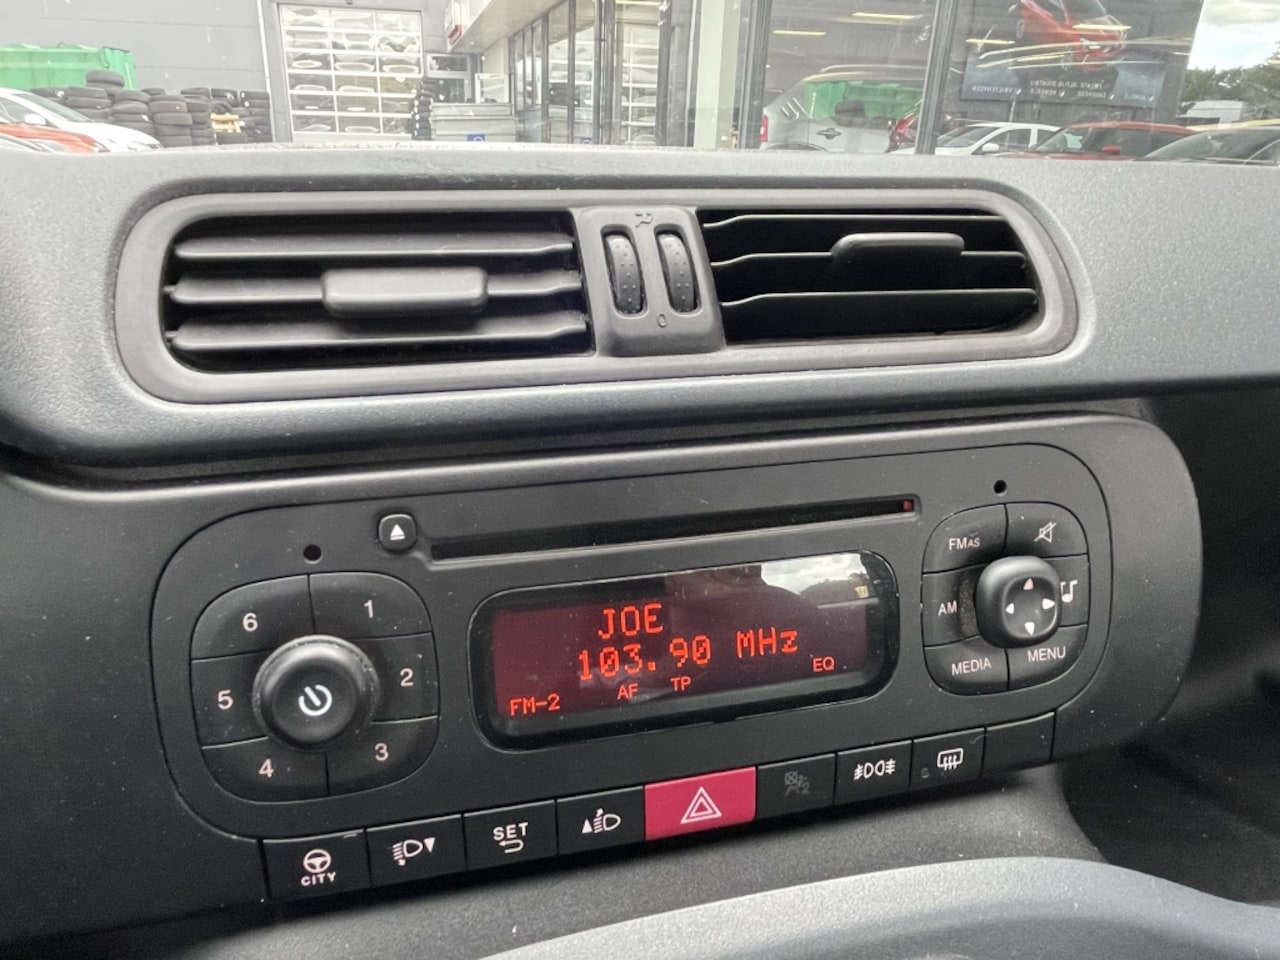 0
FMAS
6
1
AM
JOE
103.90 MHz
5
2
MEDIA
MENU
EQ
AF TP
FM-2
4
3
SET
CITY